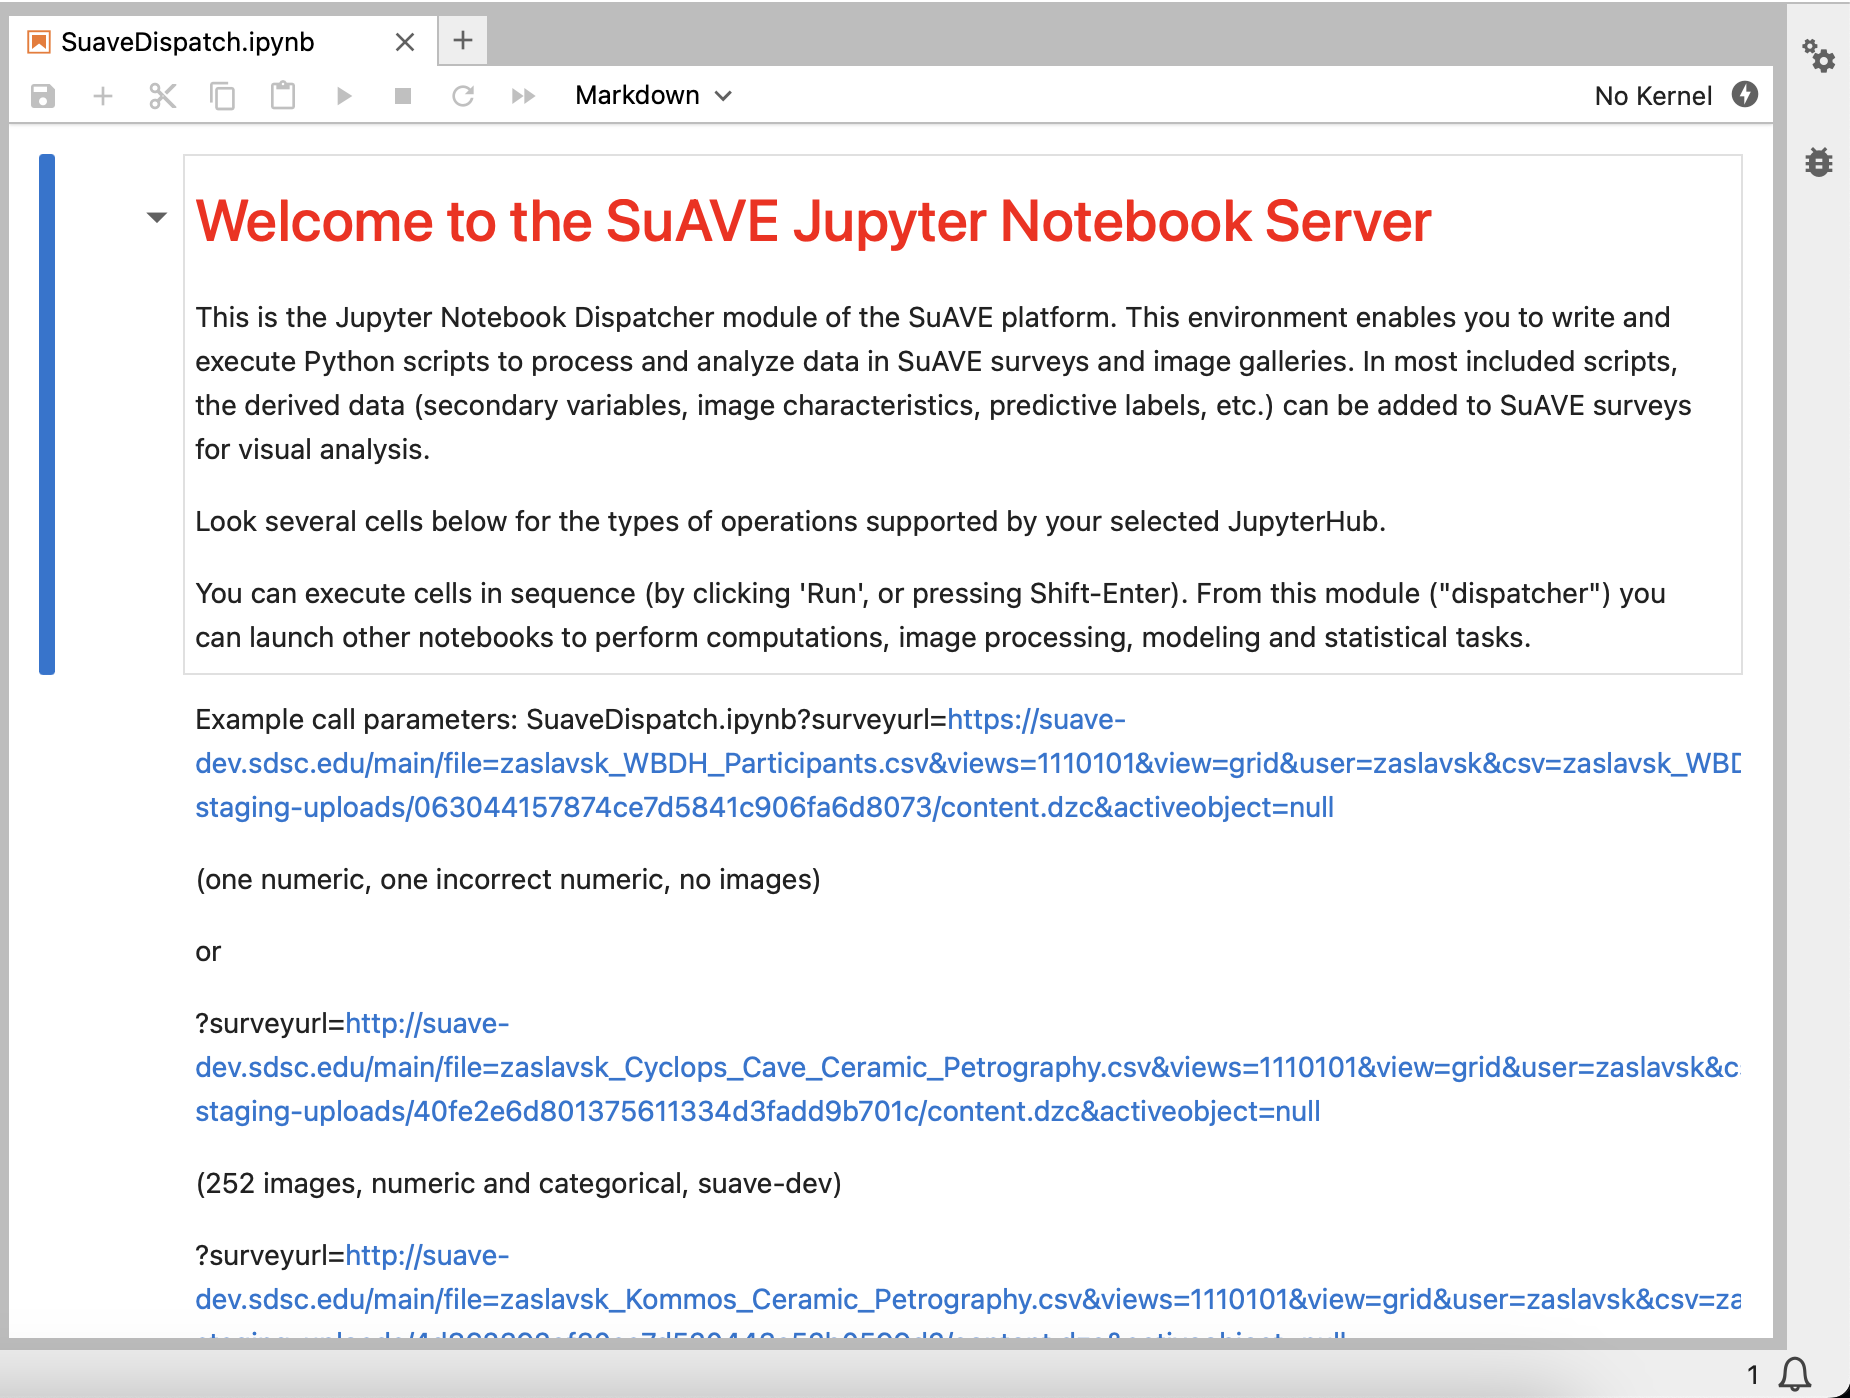 SuaveDispatch.ipynb
Markdown
No Kernel
Welcome to the SuAVE Jupyter Notebook Server
This is the Jupyter Notebook Dispatcher module of the SuAVE platform. This environment enables you to write and
execute Python scripts to process and analyze data in SuAVE surveys and image galleries. In most included scripts,
the derived data (secondary variables, image characteristics, predictive labels, etc.) can be added to SuAVE surveys
for visual analysis.
Look several cells below for the types of operations supported by your selected JupyterHub.
You can execute cells in sequence (by clicking 'Run', or pressing Shift-Enter). From this module ("dispatcher") you
can launch other notebooks to perform computations, image processing, modeling and statistical tasks.
Example call parameters: SuaveDispatch.ipynb?surveyurl=https://suave-
dev.sdsc.edu/main/file=zaslavsk_WBDH_Participants.csv&views=1110101&view=grid&user=zaslavsk&csv=zaslavsk_WBD
staging-uploads/063044157874ce7d5841c906fa6d8073/content.dzc&activeobject=null
(one numeric, one incorrect numeric, no images)
or
?surveyurl=http://suave-
dev.sdsc.edu/main/file=zaslavsk_Cyclops_Cave_Ceramic_Petrography.csv&views=1110101&view=grid&user=zaslavsk&c
staging-uploads/40fe2e6d801375611334d3fadd9b701c/content.dzc&activeobject=null
(252 images, numeric and categorical, suave-dev)
?surveyurl=http://suave-
dev.sdsc.edu/main/file=zaslavsk_Kommos_Ceramic_Petrography.csv&views=1110101&view=grid&user=zaslavsk&csv=za
1